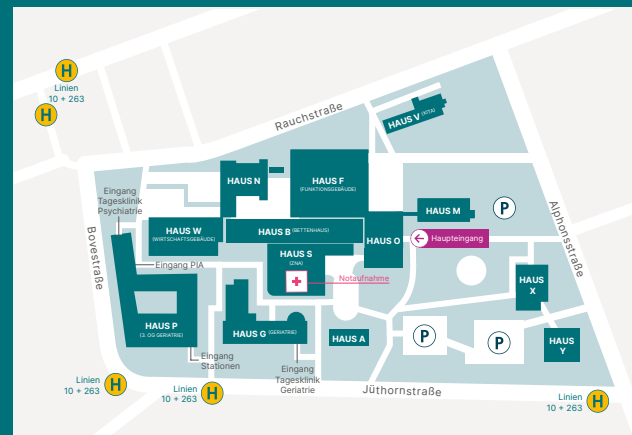 H
Linien
10 + 263
H
Rauchstraße
HAUS V (KITA)
HAUS N
HAUS F
(FUNKTIONSGEBÄUDE)
Eingang
Tagesklinik
Psychiatrie
HAUS M
P
Alphonsstraße
HAUS W
(WIRTSCHAFTSGEBÄUDE)
HAUS B (BETTENHAUS)
HAUS O
Haupteingang
Bovestraße
Eingang PIA
HAUS S
(ZNA)
Notaufnahme
HAUS
X
HAUS P
(3. OG GERIATRIE)
HAUS G (GERIATRIE)
HAUS A
P
P
HAUS
Y
Eingang
Stationen
Eingang
Tagesklinik
Geriatrie
Linien
10 + 263
H
Linien
10 + 263
H
Jüthornstraße
Linien
10 + 263
H